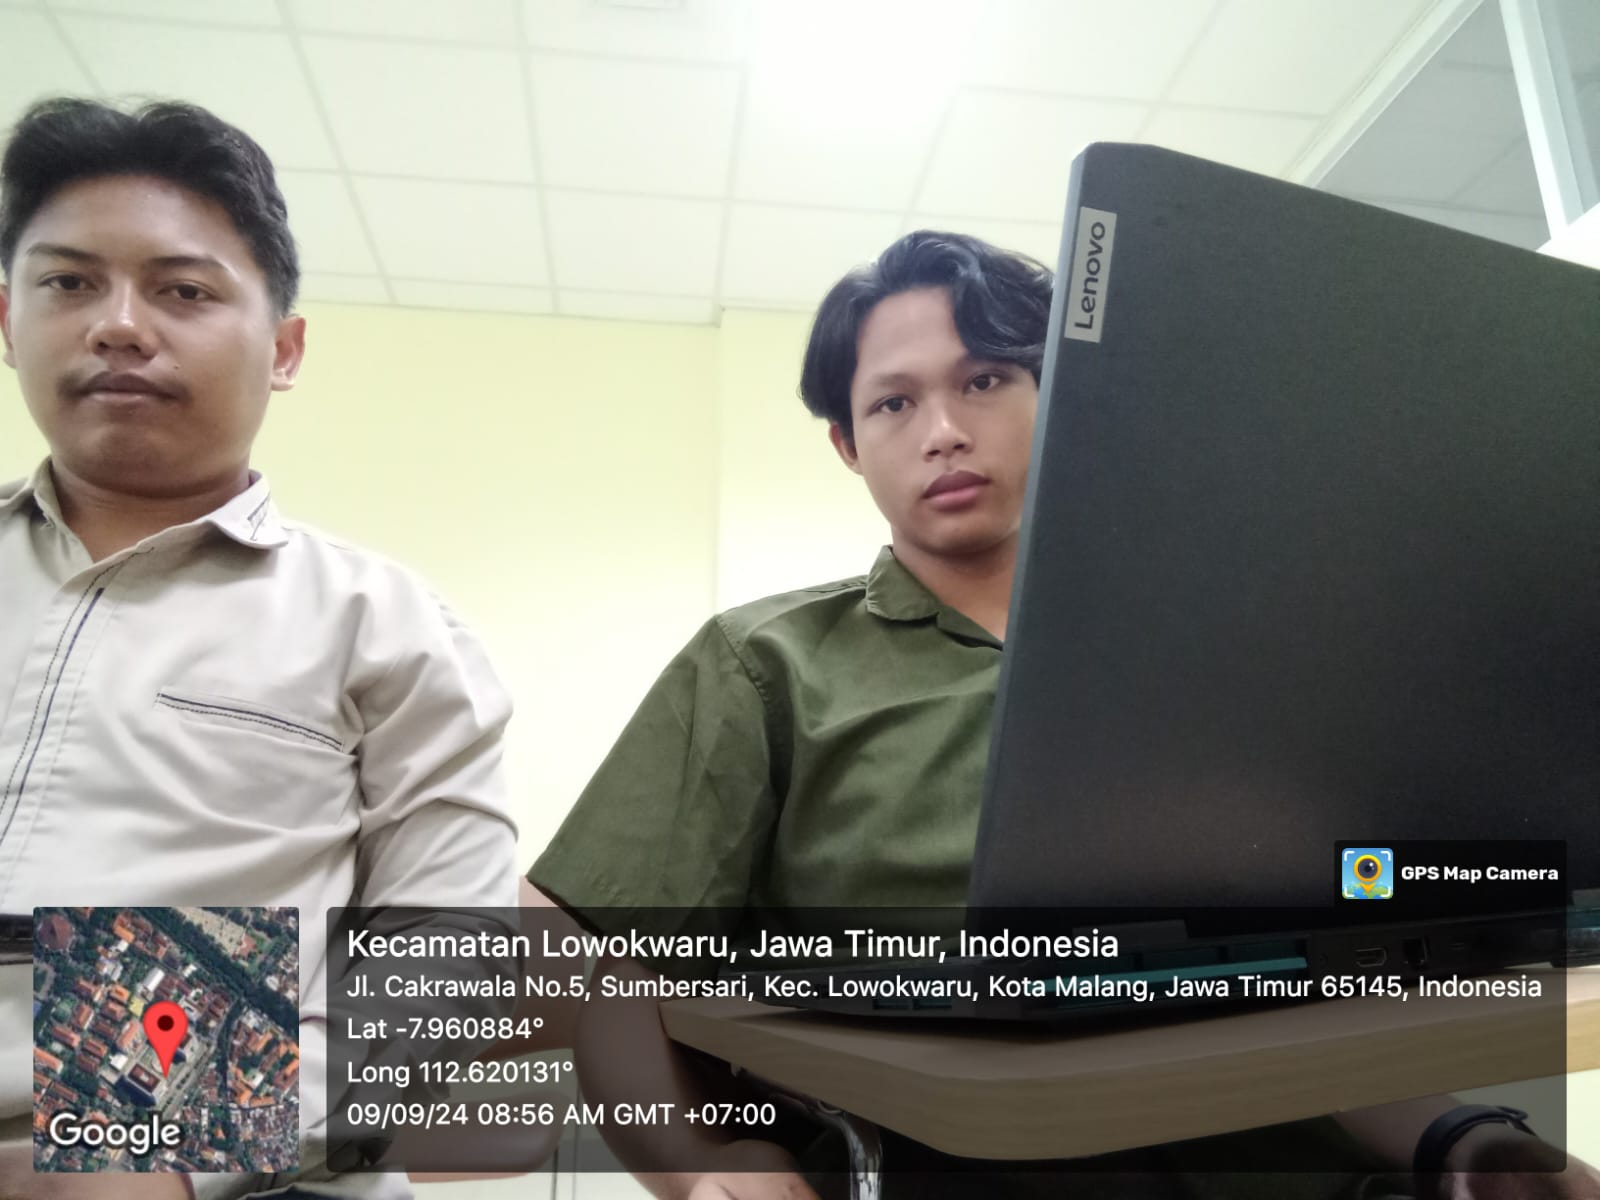 Lenovo
GPS Map Camera
Kecamatan Lowokwaru, Jawa Timur, Indonesia
Jl. Cakrawala No.5, Sumbersari, Kec. Lowokwaru, Kota Malang, Jawa Timur 65145, Indonesia
Lat -7.960884°
Long 112.620131°
09/09/24 08:56 AM GMT +07:00
Google